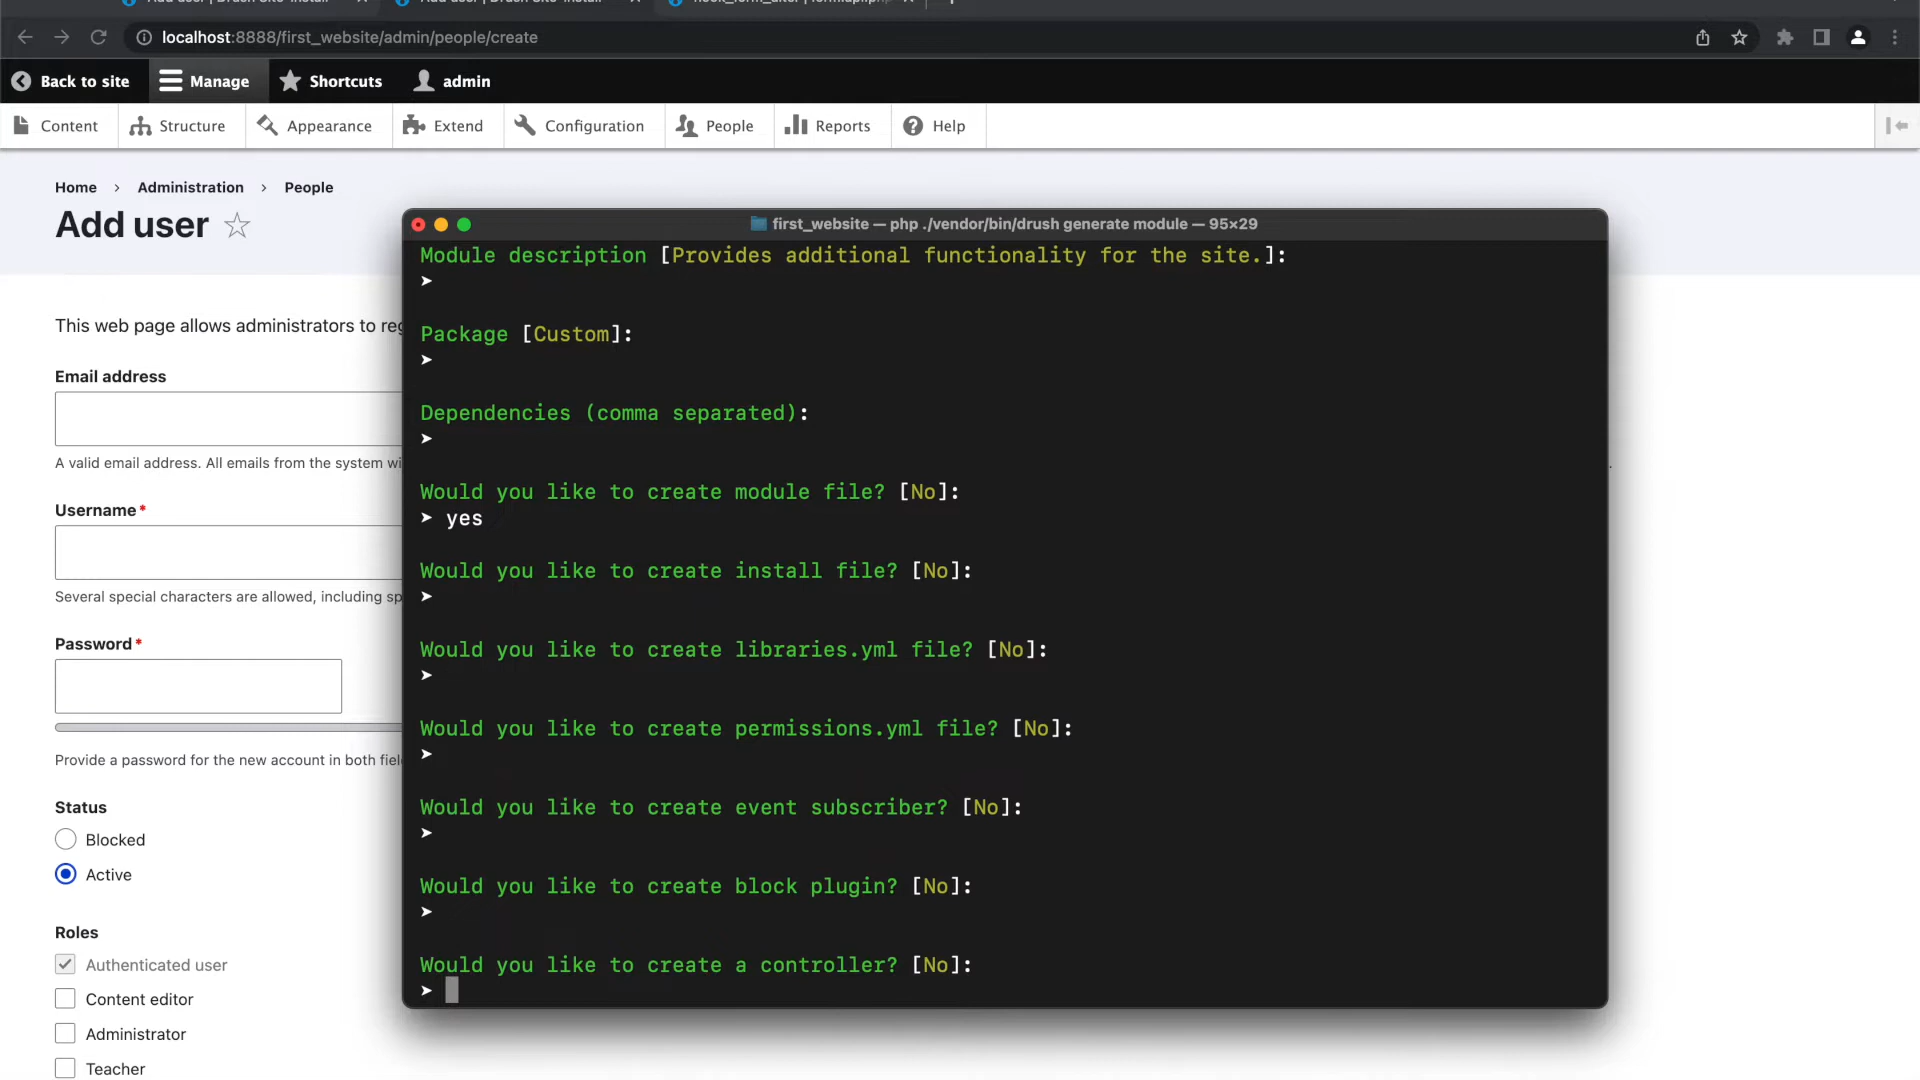 localhost:8888/first_website/admin/people/create
Back to site
Manage
Shortcuts
admin
Content
Structure
Appearance
Extend
Configuration
People
Reports
Help
Home › Administration › People
Add user
This web page allows administrators to reg
Email address
A valid email address. All emails from the system wi
Username*
Several special characters are allowed, including sp
Password*
Provide a password for the new account in both fiel
Status
Blocked
Active
Roles
Authenticated user
Content editor
Administrator
Teacher
first_website — php ./vendor/bin/drush generate module — 95×29
Module description [Provides additional functionality for the site.]:
➤
Package [Custom]:
➤
Dependencies (comma separated):
➤
Would you like to create module file? [No]:
➤ yes
Would you like to create install file? [No]:
➤
Would you like to create libraries.yml file? [No]:
➤
Would you like to create permissions.yml file? [No]:
➤
Would you like to create event subscriber? [No]:
➤
Would you like to create block plugin? [No]:
➤
Would you like to create a controller? [No]:
➤